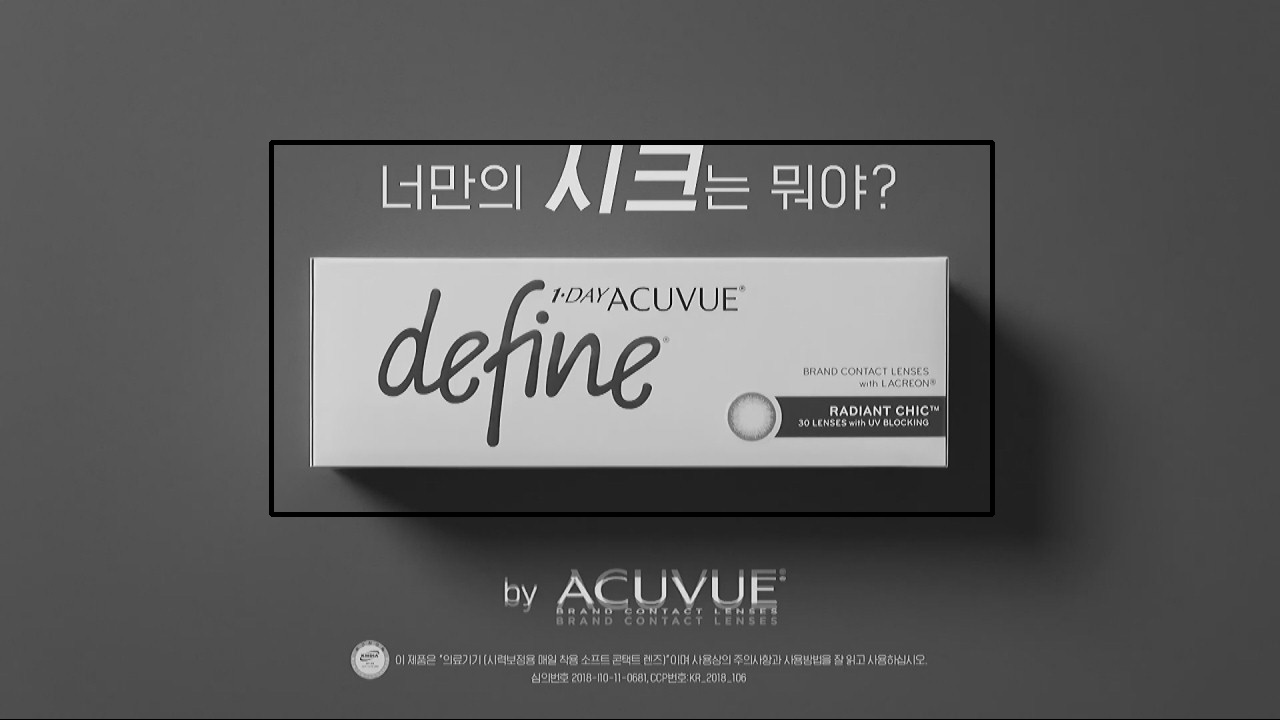 너만의 시크는 뭐야?
1·DAY ACUVUE®
define®
BRAND CONTACT LENSES
with LACREON®
RADIANT CHIC™
30 LENSES with UV BLOCKING
by ACUVUE®
BRAND CONTACT LENSES
이 제품은 "의료기기 (시력보정용 매일 착용 소프트 콘택트 렌즈)"이며 사용상의 주의사항과 사용방법을 잘 읽고 사용하십시오.
심의번호 2018-I10-11-0681, CCP번호:KR_2018_106